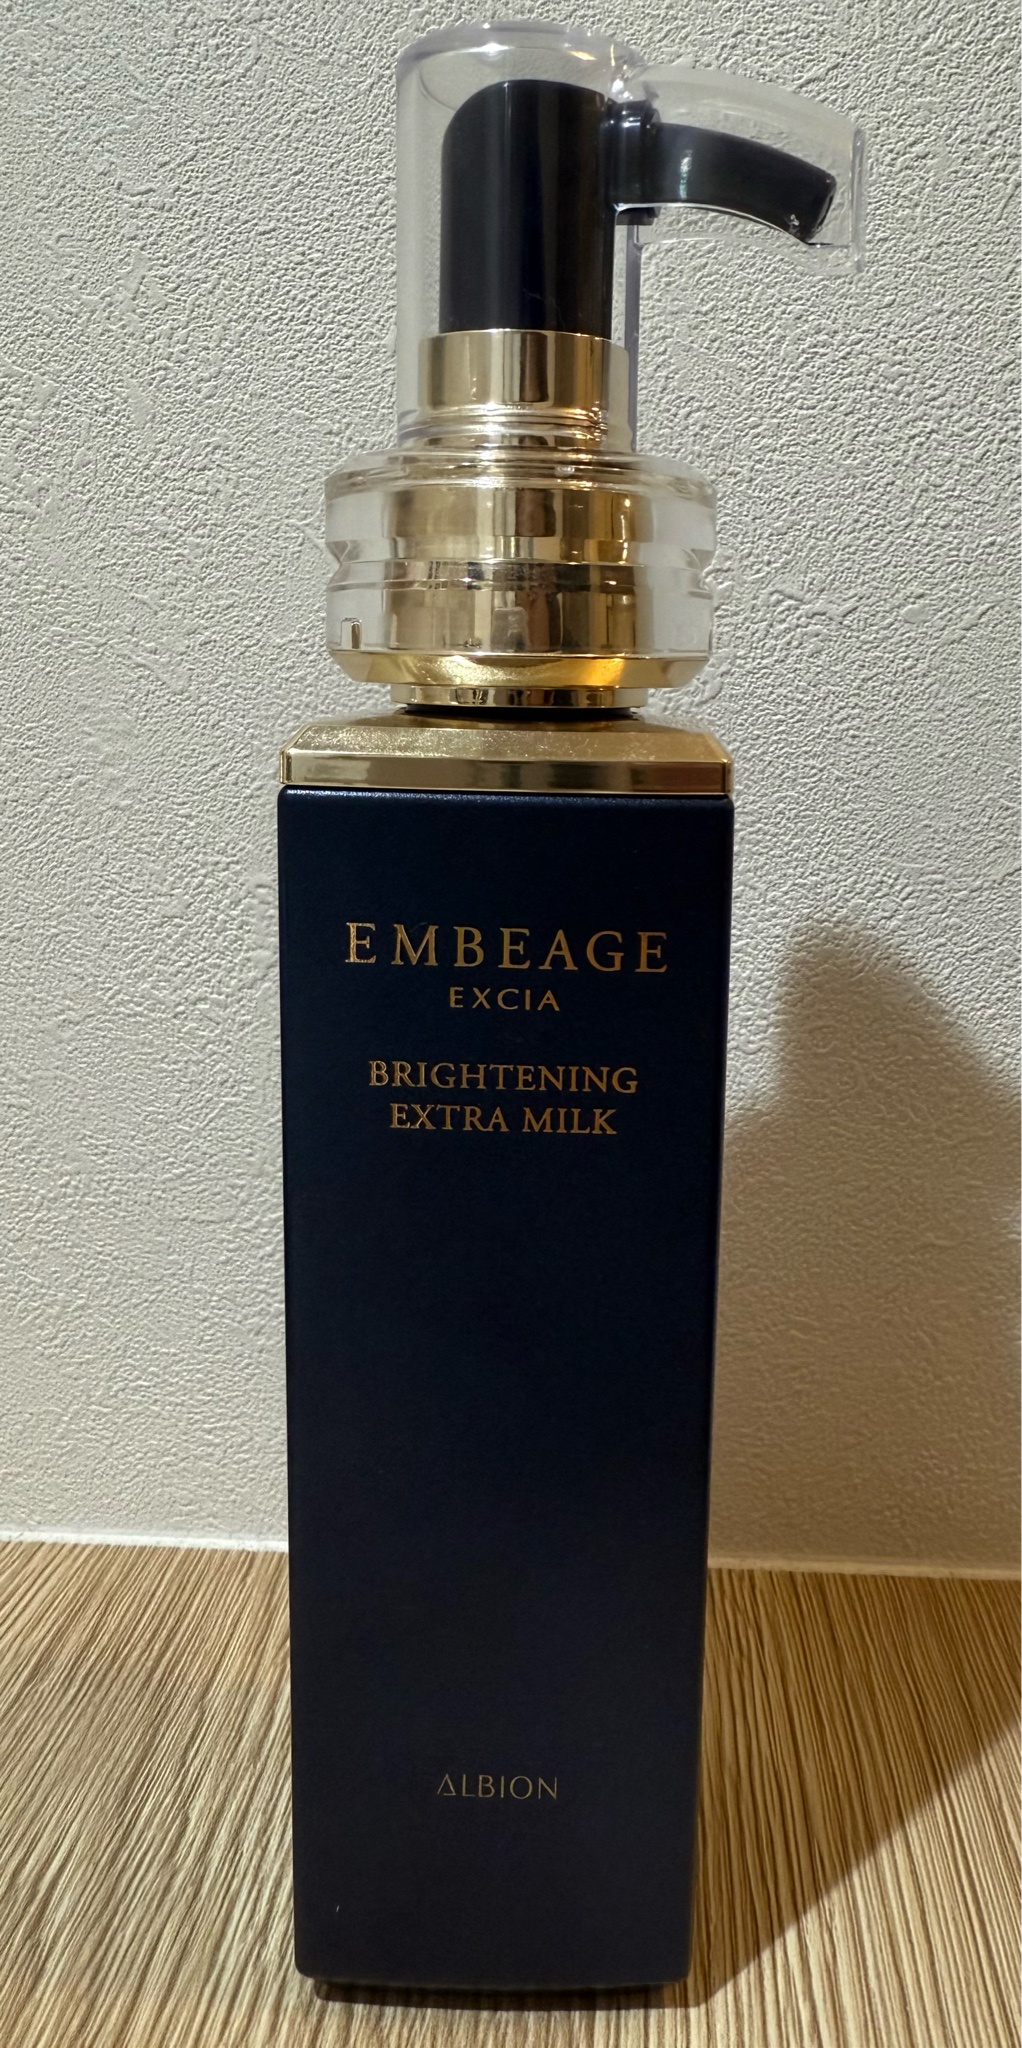 EMBEAGE
EXCIA
BRIGHTENING
EXTRA MILK
ALBION